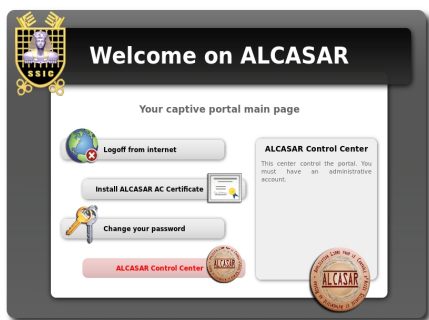 Welcome on ALCASAR
SSIC
Your captive portal main page
Logoff from internet
Install ALCASAR AC Certificate
Change your password
ALCASAR Control Center
ALCASAR
ALCASAR Control Center
This center control the portal. You
must have an administrative
account.
ALCASAR